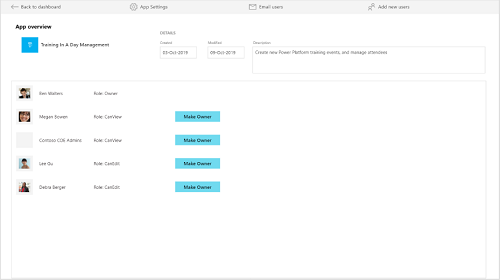 Back to dashboard
App Settings
Email users
Add new users
App overview
Training In A Day Management
DETAILS
Created
Modified
Description
03-Oct-2019
09-Oct-2019
Create new Power Platform training events, and manage attendees
Ben Walters
Role: Owner
Megan Bowen
Role: CanView
Make Owner
Contoso COE Admins
Role: CanView
Make Owner
Lee Gu
Role: CanEdit
Make Owner
Debra Berger
Role: CanEdit
Make Owner